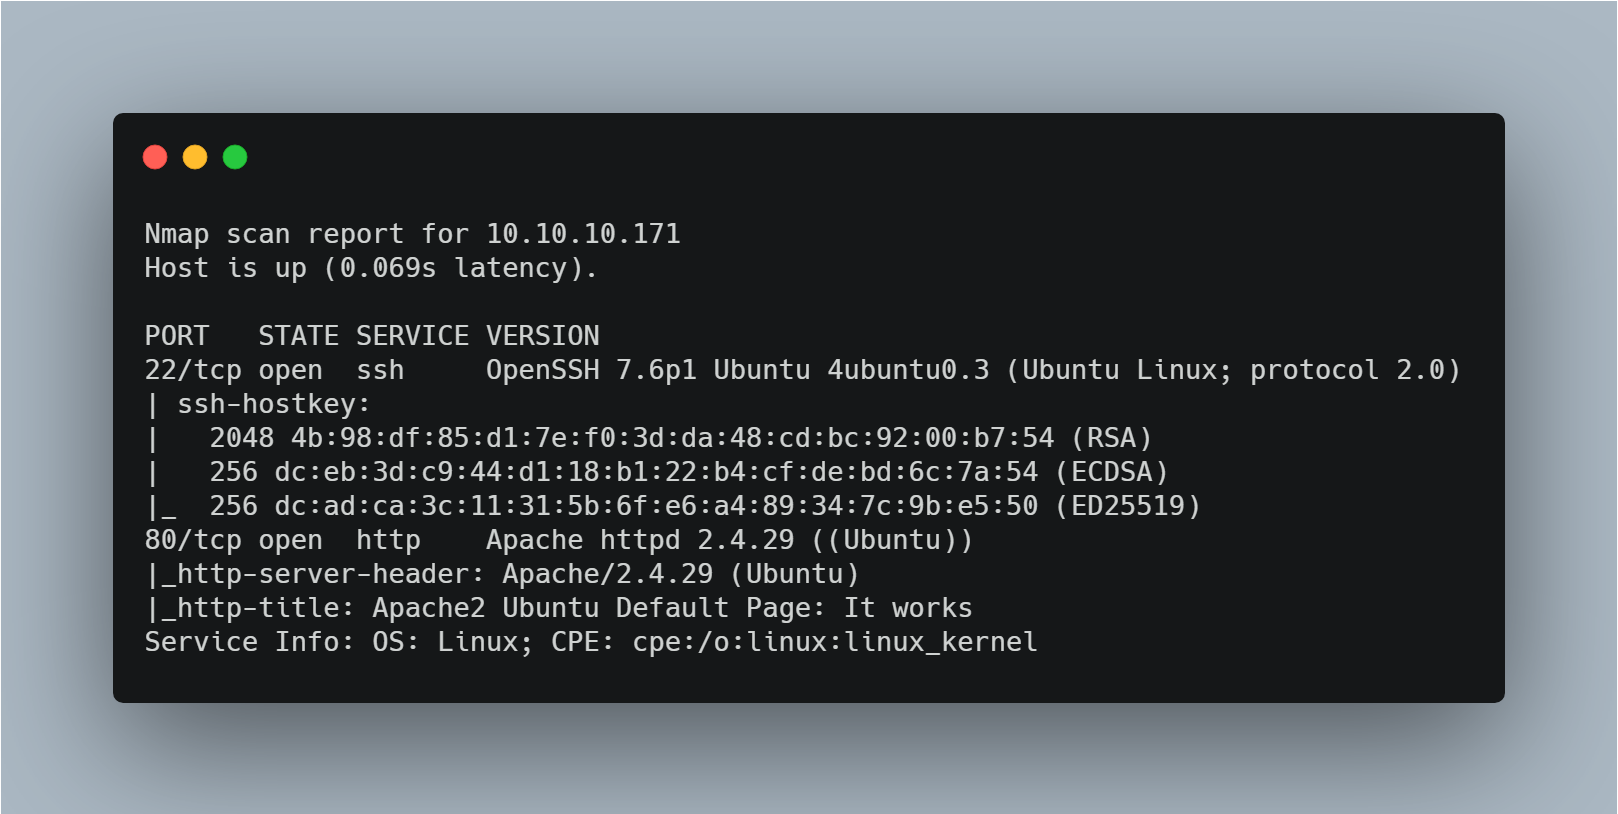 Nmap scan report for 10.10.10.171
Host is up (0.069s latency).
PORT   STATE SERVICE VERSION
22/tcp open  ssh     OpenSSH 7.6p1 Ubuntu 4ubuntu0.3 (Ubuntu Linux; protocol 2.0)
| ssh-hostkey:
|   2048 4b:98:df:85:d1:7e:f0:3d:da:48:cd:bc:92:00:b7:54 (RSA)
|   256 dc:eb:3d:c9:44:d1:18:b1:22:b4:cf:de:bd:6c:7a:54 (ECDSA)
|_  256 dc:ad:ca:3c:11:31:5b:6f:e6:a4:89:34:7c:9b:e5:50 (ED25519)
80/tcp open  http    Apache httpd 2.4.29 ((Ubuntu))
|_http-server-header: Apache/2.4.29 (Ubuntu)
|_http-title: Apache2 Ubuntu Default Page: It works
Service Info: OS: Linux; CPE: cpe:/o:linux:linux_kernel